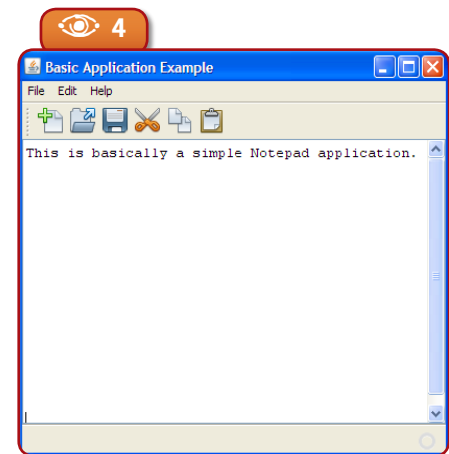 4
Basic Application Example
File Edit Help
This is basically a simple Notepad application.